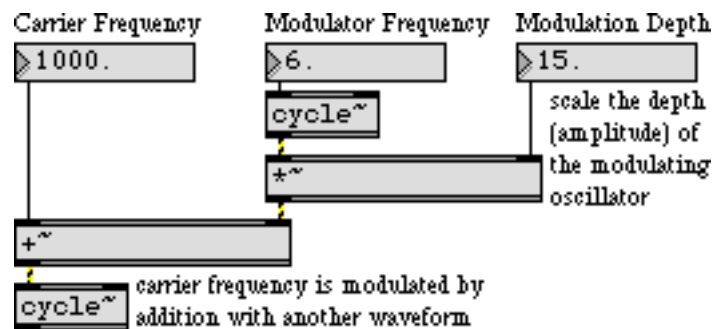 Carrier Frequency
Modulator Frequency
Modulation Depth
1000.
6.
15.
cycle~
scale the depth
(amplitude) of
the modulating
oscillator
*~
+~
cycle~
carrier frequency is modulated by
addition with another waveform